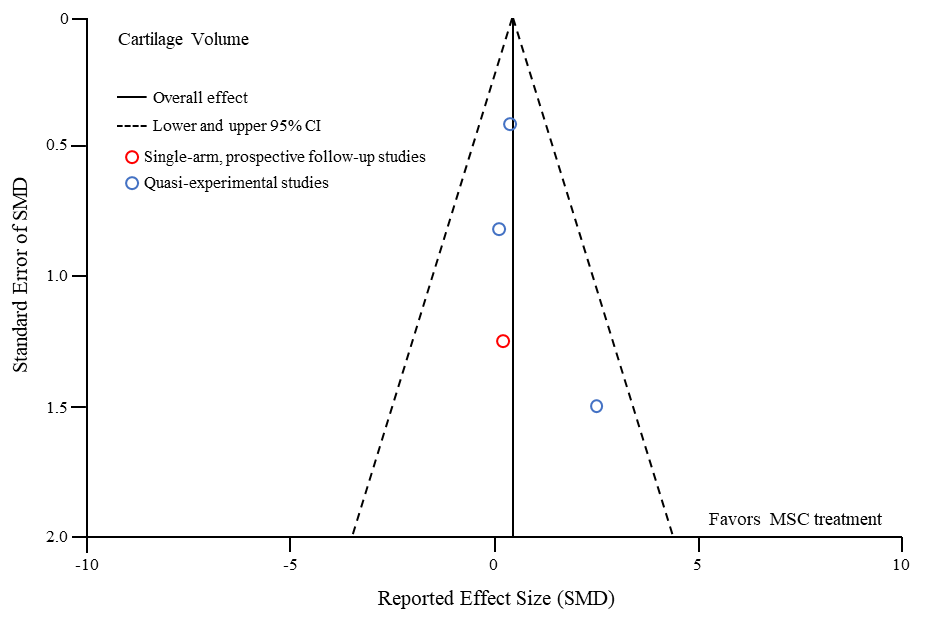 0
Cartilage Volume
Overall effect
Lower and upper 95% CI
0.5
Single-arm, prospective follow-up studies
Quasi-experimental studies
Standard Error of SMD
1.0
1.5
Favors MSC treatment
2.0
-10 -5 0 5 10
Reported Effect Size (SMD)